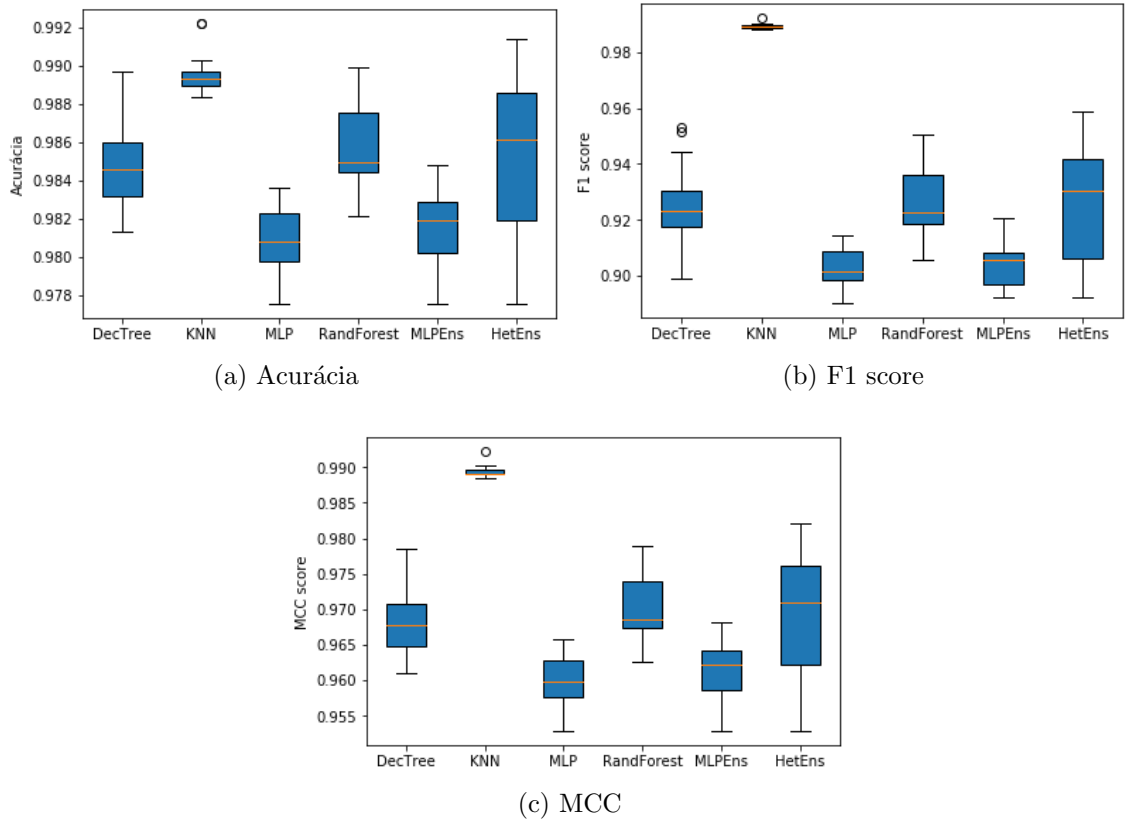 0.992
0.990
0.988
0.986
0.984
0.982
0.980
0.978
Acurácia
DecTree KNN MLP RandForest MLPEns HetEns
(a) Acurácia
0.98
0.96
0.94
0.92
0.90
F1 score
DecTree KNN MLP RandForest MLPEns HetEns
(b) F1 score
0.990
0.985
0.980
0.975
0.970
0.965
0.960
0.955
MCC score
DecTree KNN MLP RandForest MLPEns HetEns
(c) MCC